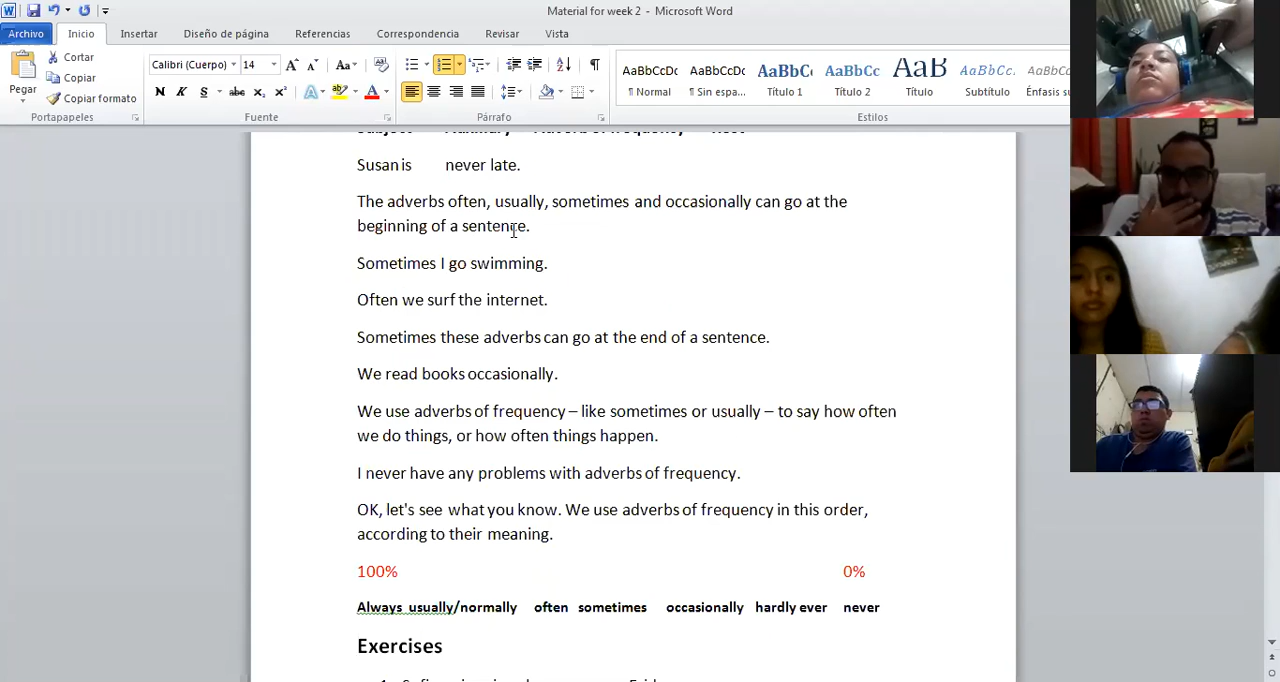 Material for week 2 - Microsoft Word
Archivo Inicio Insertar Diseño de página Referencias Correspondencia Revisar Vista
Pegar Cortar Copiar Copiar formato
Portapapeles
Calibri (Cuerpo) 14
Fuente
Párrafo
AaBbCcDc AaBbCcDc AaBbC AaBbCc AaB AaBbCc AaBbCcD
¶ Normal ¶ Sin espa... Título 1 Título 2 Título Subtítulo Énfasis su
Estilos
Susan is never late.
The adverbs often, usually, sometimes and occasionally can go at the
beginning of a sentence.
Sometimes I go swimming.
Often we surf the internet.
Sometimes these adverbs can go at the end of a sentence.
We read books occasionally.
We use adverbs of frequency – like sometimes or usually – to say how often
we do things, or how often things happen.
I never have any problems with adverbs of frequency.
OK, let's see what you know. We use adverbs of frequency in this order,
according to their meaning.
100% 0%
Always usually/normally often sometimes occasionally hardly ever never
Exercises